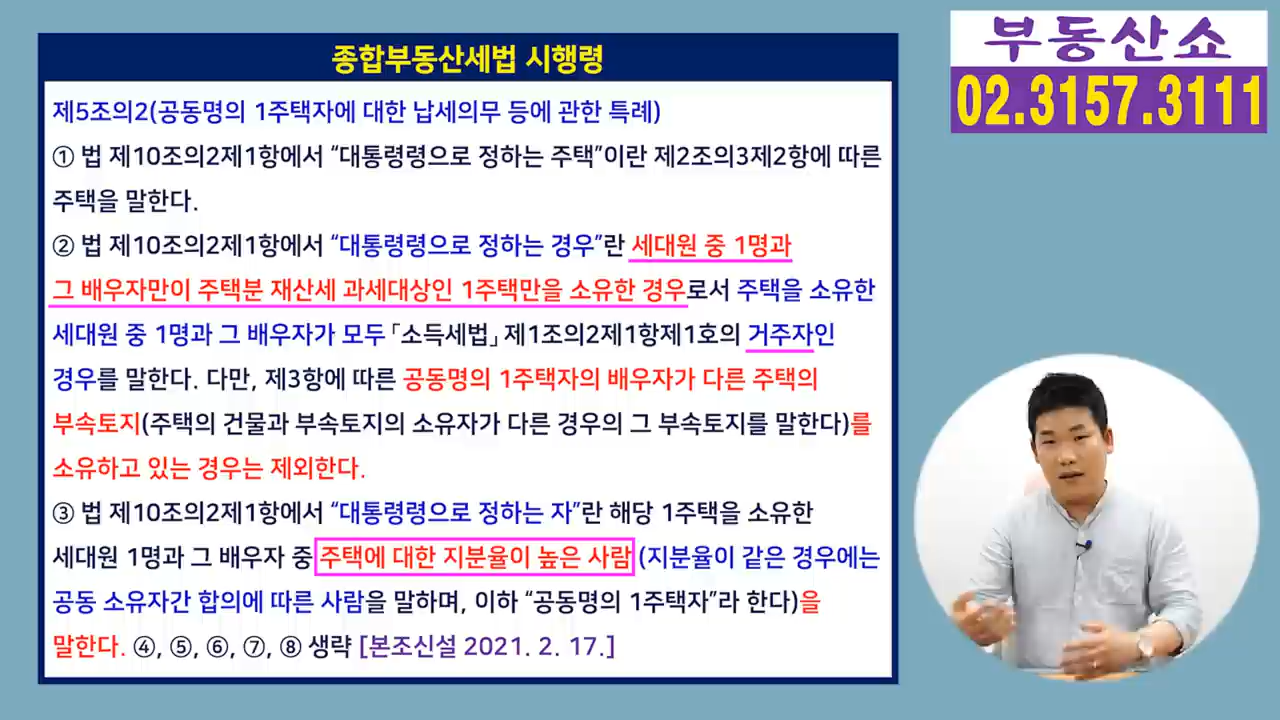 종합부동산세법 시행령
부동산쇼
02.3157.3111
제5조의2(공동명의 1주택자에 대한 납세의무 등에 관한 특례)
① 법 제10조의2제1항에서 “대통령령으로 정하는 주택”이란 제2조의3제2항에 따른
주택을 말한다.
② 법 제10조의2제1항에서 “대통령령으로 정하는 경우”란 세대원 중 1명과
그 배우자만이 주택분 재산세 과세대상인 1주택만을 소유한 경우로서 주택을 소유한
세대원 중 1명과 그 배우자가 모두 「소득세법」 제1조의2제1항제1호의 거주자인
경우를 말한다. 다만, 제3항에 따른 공동명의 1주택자의 배우자가 다른 주택의
부속토지(주택의 건물과 부속토지의 소유자가 다른 경우의 그 부속토지를 말한다)를
소유하고 있는 경우는 제외한다.
③ 법 제10조의2제1항에서 “대통령령으로 정하는 자”란 해당 1주택을 소유한
세대원 1명과 그 배우자 중 주택에 대한 지분율이 높은 사람 (지분율이 같은 경우에는
공동 소유자간 합의에 따른 사람을 말하며, 이하 “공동명의 1주택자”라 한다)을
말한다. ④, ⑤, ⑥, ⑦, ⑧ 생략 [본조신설 2021. 2. 17.]